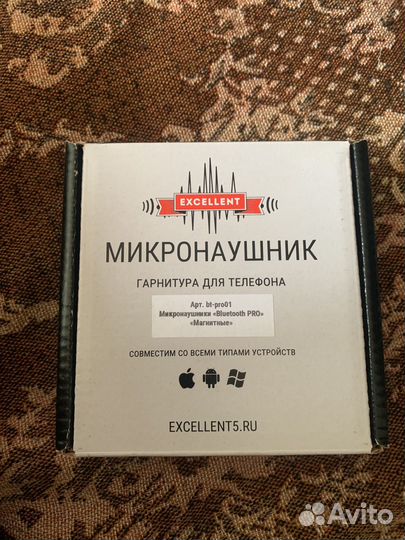 EXCELLENT
МИКРОНАУШНИК
ГАРНИТУРА ДЛЯ ТЕЛЕФОНА
Арт. bt-pro01
Микронаушники «Bluetooth PRO»
«Магнитные»
СОВМЕСТИМ СО ВСЕМИ ТИПАМИ УСТРОЙСТВ
EXCELLENT5.RU
Avito